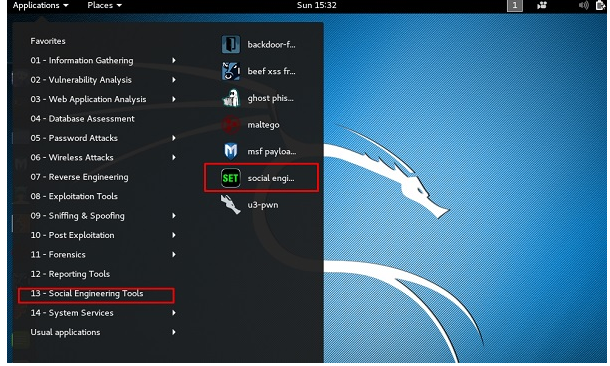 Applications Places Sun 15:32 1
Favorites
01 - Information Gathering
02 - Vulnerability Analysis
03 - Web Application Analysis
04 - Database Assessment
05 - Password Attacks
06 - Wireless Attacks
07 - Reverse Engineering
08 - Exploitation Tools
09 - Sniffing & Spoofing
10 - Post Exploitation
11 - Forensics
12 - Reporting Tools
13 - Social Engineering Tools
14 - System Services
Usual applications
backdoor-f...
beef xss fr...
ghost phis...
maltego
msf payloa...
SET social engi...
u3-pwn